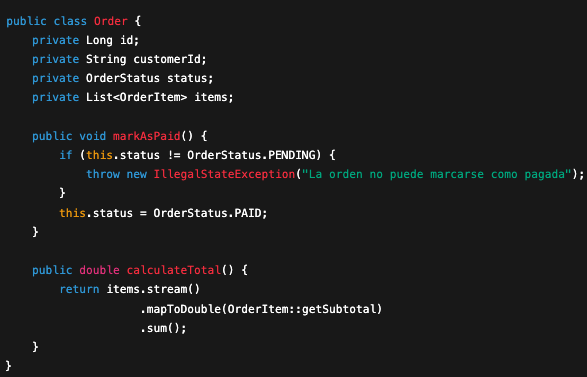 public class Order {
    private Long id;
    private String customerId;
    private OrderStatus status;
    private List<OrderItem> items;

    public void markAsPaid() {
        if (this.status != OrderStatus.PENDING) {
            throw new IllegalStateException("La orden no puede marcarse como pagada");
        }
        this.status = OrderStatus.PAID;
    }

    public double calculateTotal() {
        return items.stream()
                    .mapToDouble(OrderItem::getSubtotal)
                    .sum();
    }
}